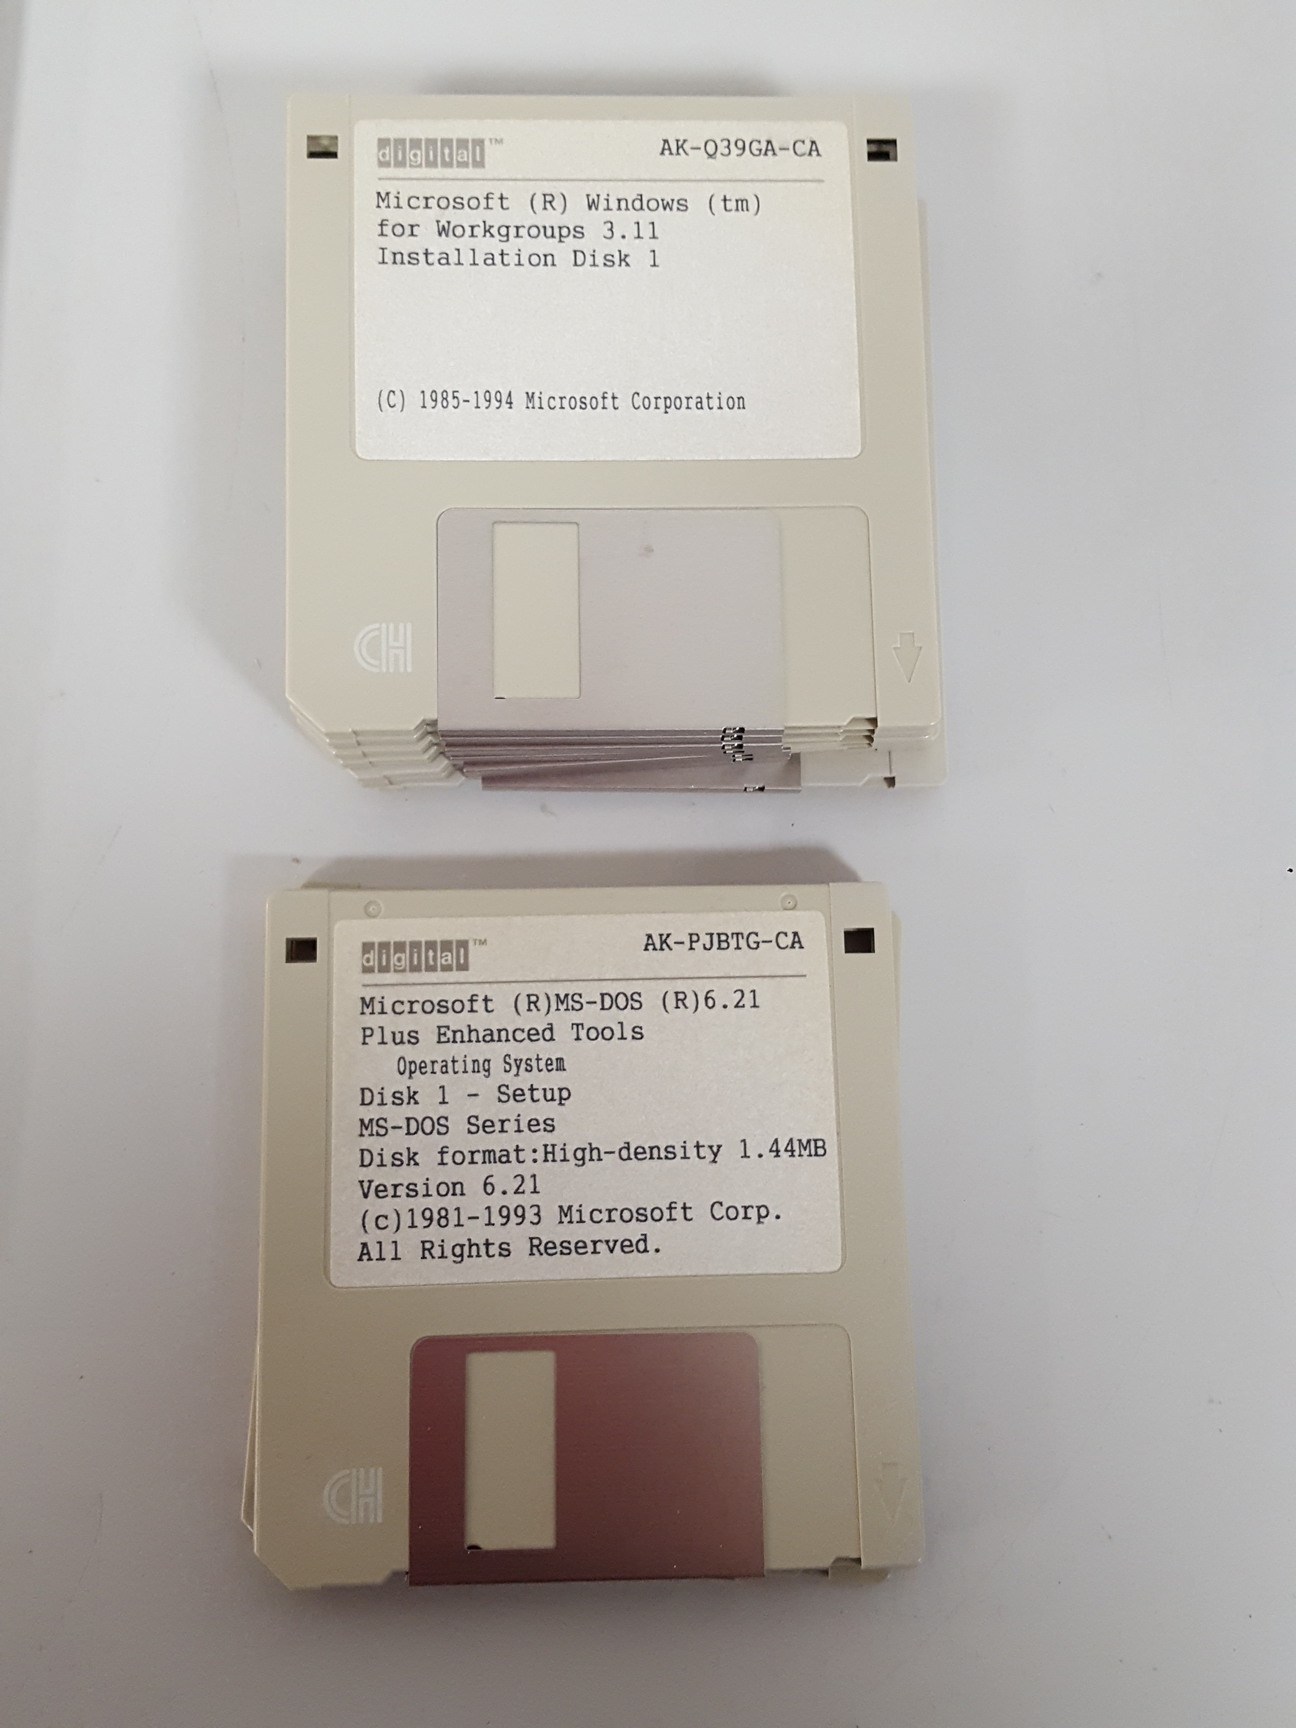 digital™ AK-Q39GA-CA
Microsoft (R) Windows (tm)
for Workgroups 3.11
Installation Disk 1
(C) 1985-1994 Microsoft Corporation
CH
digital™ AK-PJBTG-CA
Microsoft (R)MS-DOS (R)6.21
Plus Enhanced Tools
Operating System
Disk 1 - Setup
MS-DOS Series
Disk format:High-density 1.44MB
Version 6.21
(c)1981-1993 Microsoft Corp.
All Rights Reserved.
CH